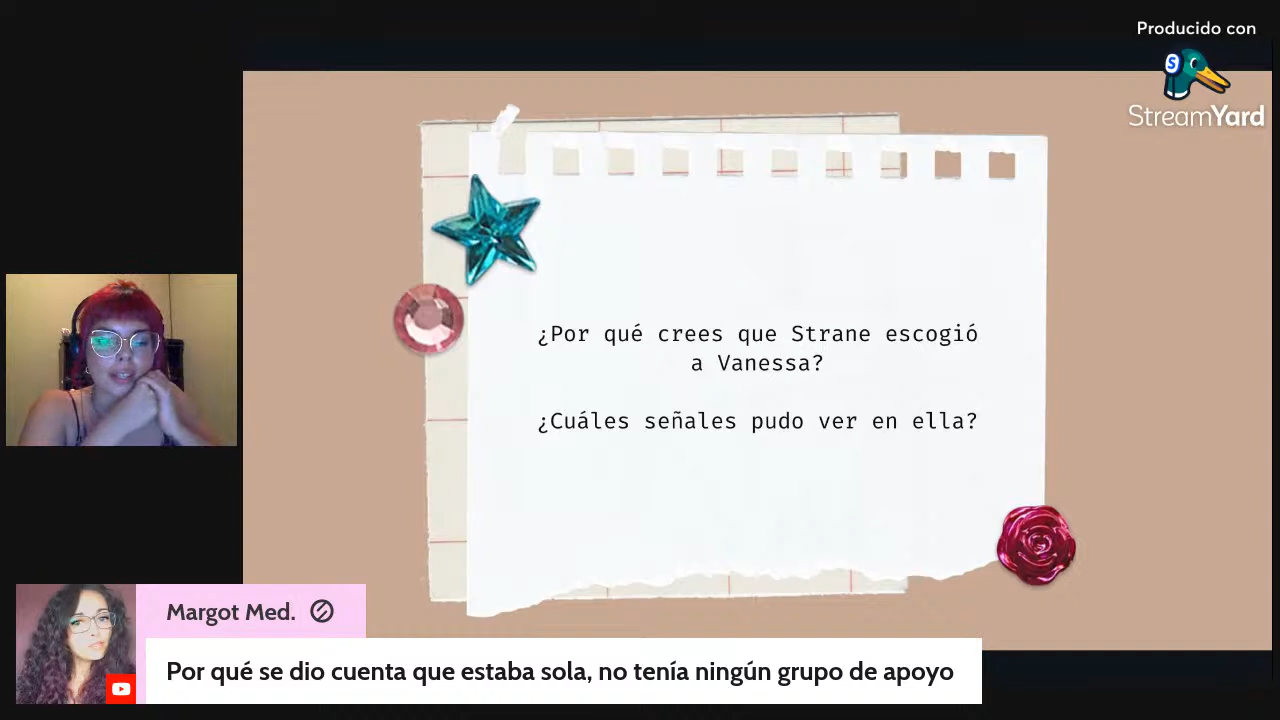 Producido con
StreamYard
¿Por qué crees que Strane escogió
a Vanessa?
¿Cuáles señales pudo ver en ella?
Margot Med.
Por qué se dio cuenta que estaba sola, no tenía ningún grupo de apoyo